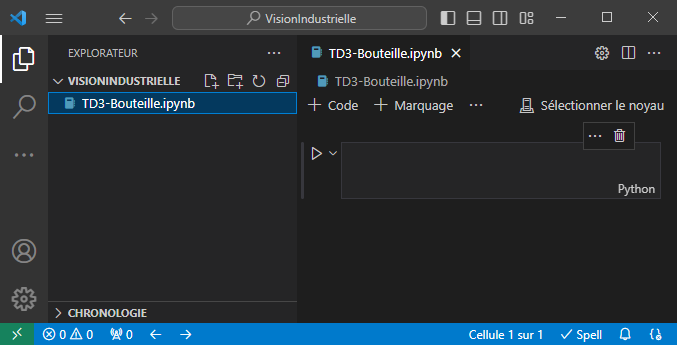 VisionIndustrielle
EXPLORATEUR
VISIONINDUSTRIELLE
TD3-Bouteille.ipynb
TD3-Bouteille.ipynb
TD3-Bouteille.ipynb
Code Marquage Sélectionner le noyau
Python
CHRONOLOGIE
0 0 0 Cellule 1 sur 1 Spell